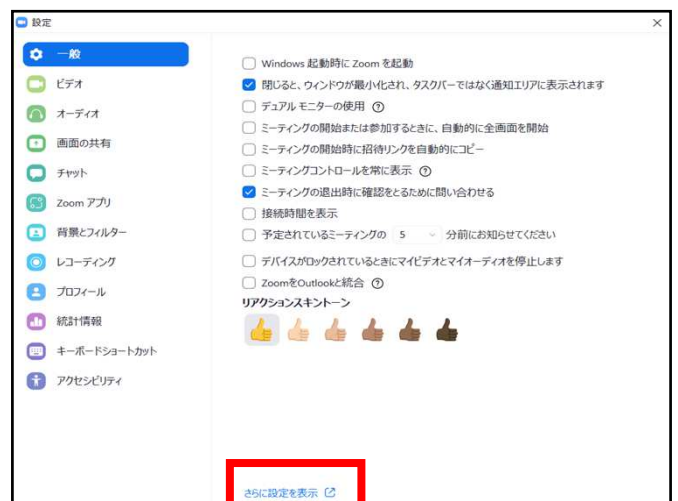 設定
一般
ビデオ
オーディオ
画面の共有
チャット
Zoom アプリ
背景とフィルター
レコーディング
プロフィール
統計情報
キーボードショートカット
アクセシビリティ
Windows 起動時に Zoom を起動
閉じると、ウィンドウが最小化され、タスクバーではなく通知エリアに表示されます
デュアル モニターの使用
ミーティングの開始または参加するときに、自動的に全画面を開始
ミーティングの開始時に招待リンクを自動的にコピー
ミーティングコントロールを常に表示
ミーティングの退出時に確認をとるために問い合わせる
接続時間を表示
予定されているミーティングの 5 分前にお知らせてください
デバイスがロックされているときにマイビデオとマイオーディオを停止します
ZoomをOutlookと統合
リアクションスキントーン
さらに設定を表示